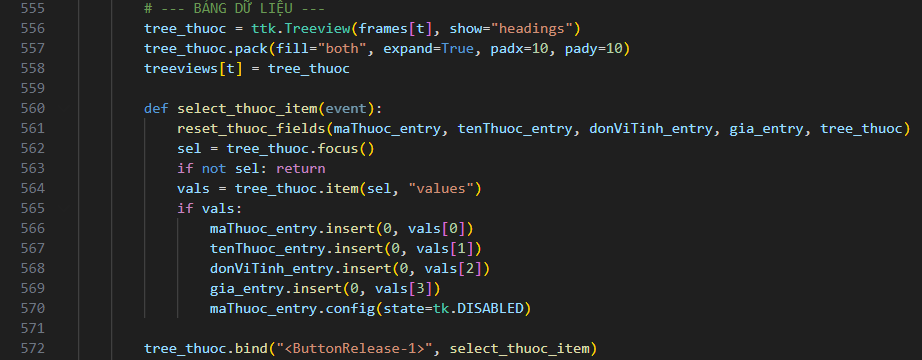 555 # --- BẢNG DỮ LIỆU ---
556 tree_thuoc = ttk.Treeview(frames[t], show="headings")
557 tree_thuoc.pack(fill="both", expand=True, padx=10, pady=10)
558 treeviews[t] = tree_thuoc
559
560 def select_thuoc_item(event):
561 reset_thuoc_fields(maThuoc_entry, tenThuoc_entry, donViTinh_entry, gia_entry, tree_thuoc)
562 sel = tree_thuoc.focus()
563 if not sel: return
564 vals = tree_thuoc.item(sel, "values")
565 if vals:
566 maThuoc_entry.insert(0, vals[0])
567 tenThuoc_entry.insert(0, vals[1])
568 donViTinh_entry.insert(0, vals[2])
569 gia_entry.insert(0, vals[3])
570 maThuoc_entry.config(state=tk.DISABLED)
571
572 tree_thuoc.bind("<ButtonRelease-1>", select_thuoc_item)